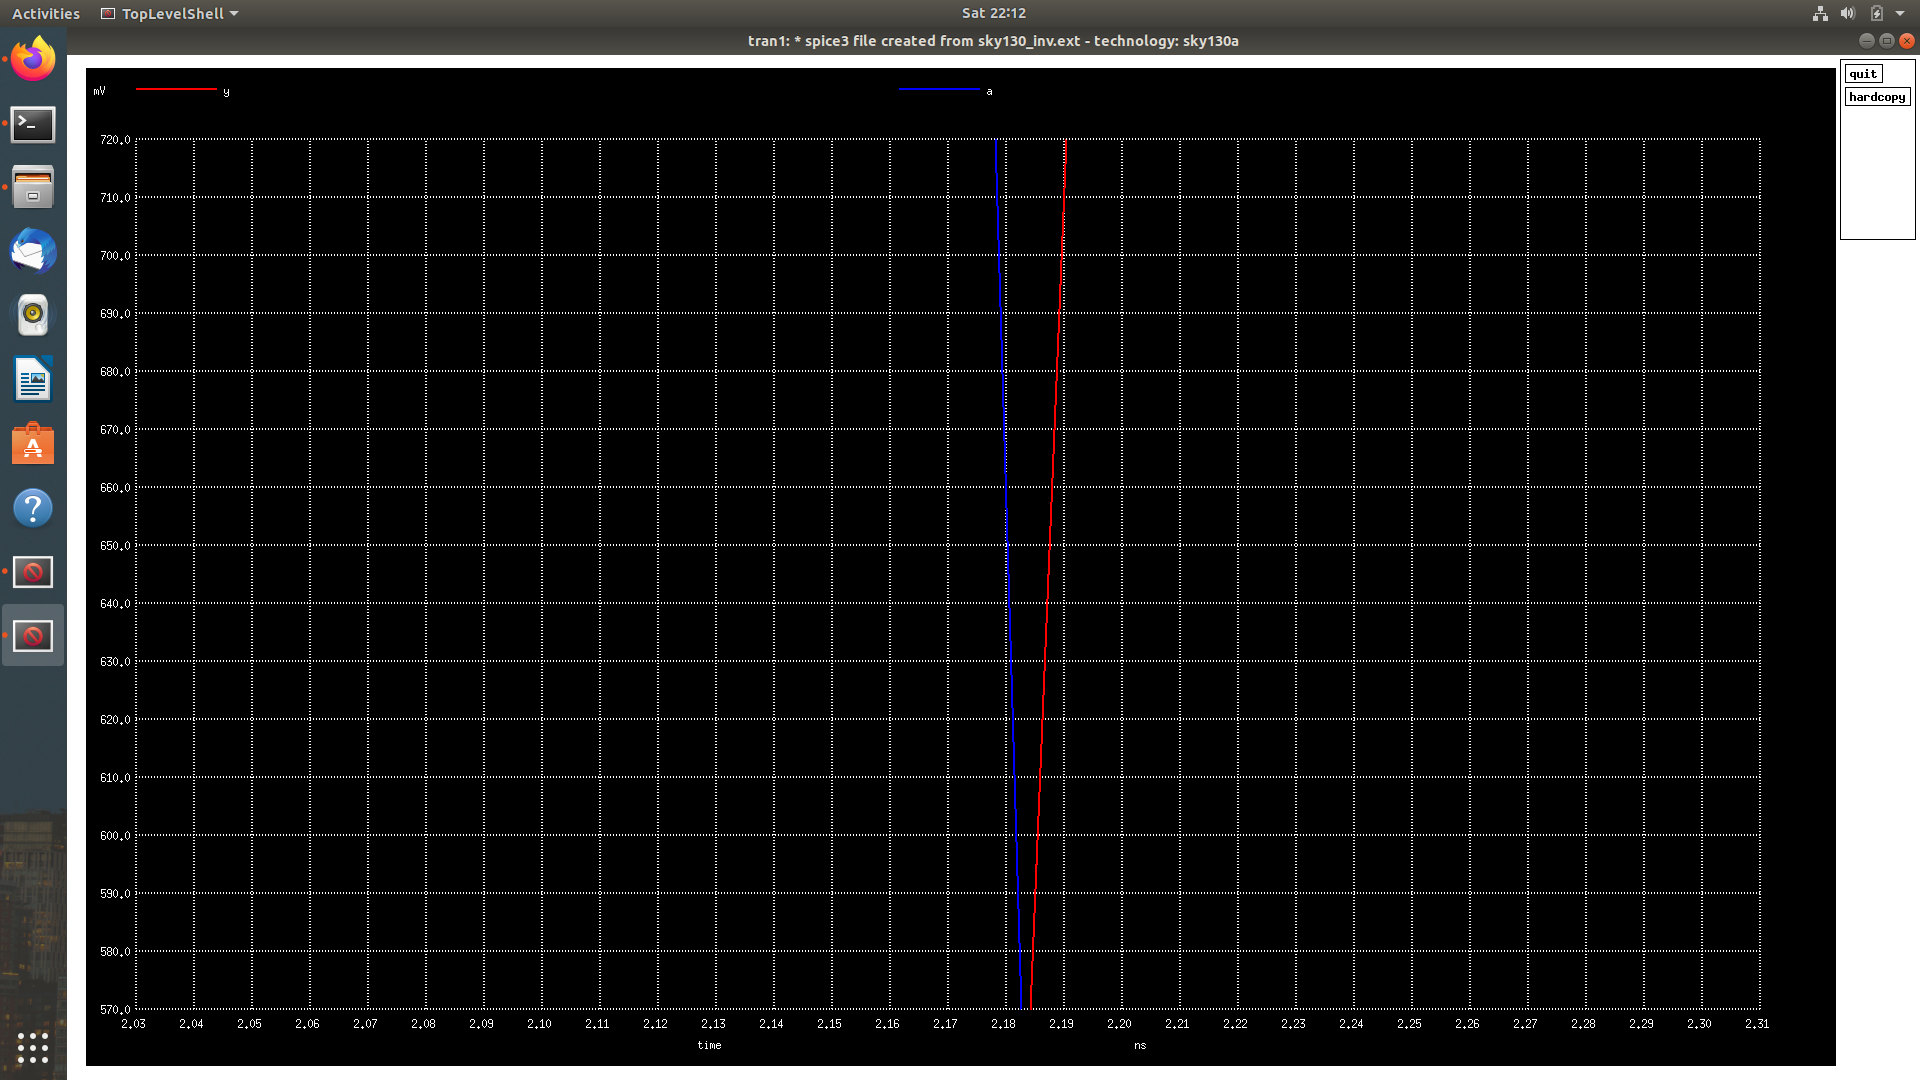 Activities TopLevelShell Sat 22:12
tran1: * spice3 file created from sky130_inv.ext - technology: sky130a
quit
hardcopy
mV y a
720.0
710.0
700.0
690.0
680.0
670.0
660.0
650.0
640.0
630.0
620.0
610.0
600.0
590.0
580.0
570.0
2.03 2.04 2.05 2.06 2.07 2.08 2.09 2.10 2.11 2.12 2.13 2.14 2.15 2.16 2.17 2.18 2.19 2.20 2.21 2.22 2.23 2.24 2.25 2.26 2.27 2.28 2.29 2.30 2.31
time ns